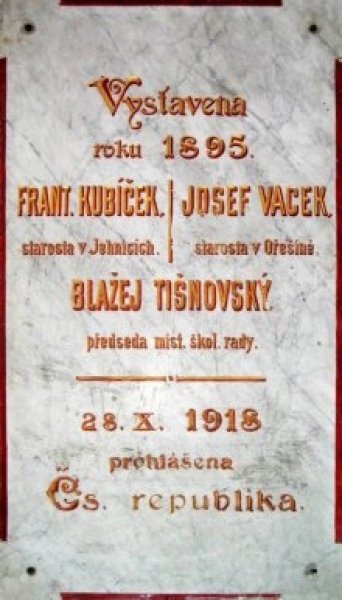 Vystavena
roku 1895.
FRANT. KUBÍČEK. JOSEF VACEK.
starosta v Jehnicích. starosta v Ořešíně.
BLAŽEJ TIŠNOVSKÝ.
předseda míst. škol. rady.
28. X. 1918
prohlášena
Čs. republika.